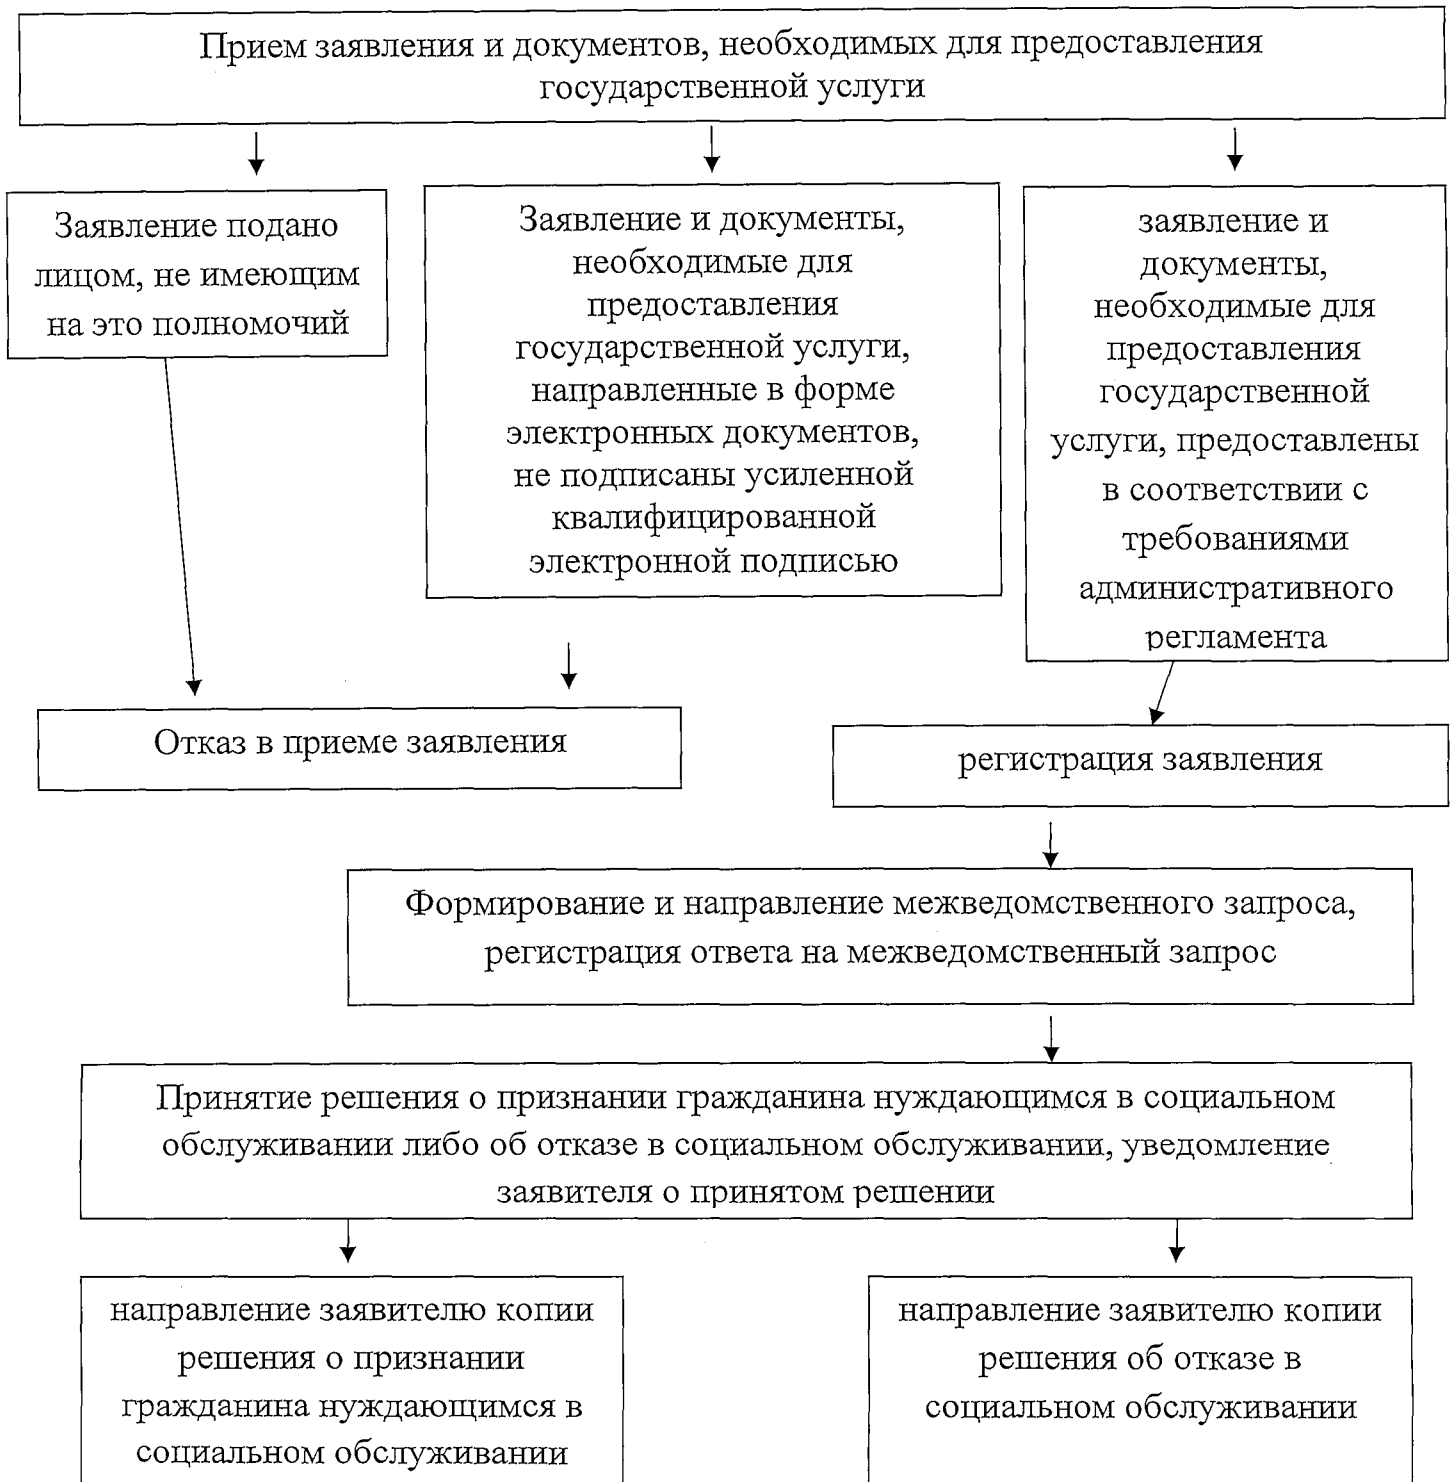 Прием заявления и документов, необходимых для предоставления
государственной услуги
Заявление подано
лицом, не имеющим
на это полномочий
Заявление и документы,
необходимые для
предоставления
государственной услуги,
направленные в форме
электронных документов,
не подписаны усиленной
квалифицированной
электронной подписью
заявление и
документы,
необходимые для
предоставления
государственной
услуги, предоставлены
в соответствии с
требованиями
административного
регламента
Отказ в приеме заявления
регистрация заявления
Формирование и направление межведомственного запроса,
регистрация ответа на межведомственный запрос
Принятие решения о признании гражданина нуждающимся в социальном
обслуживании либо об отказе в социальном обслуживании, уведомление
заявителя о принятом решении
направление заявителю копии
решения о признании
гражданина нуждающимся в
социальном обслуживании
направление заявителю копии
решения об отказе в
социальном обслуживании